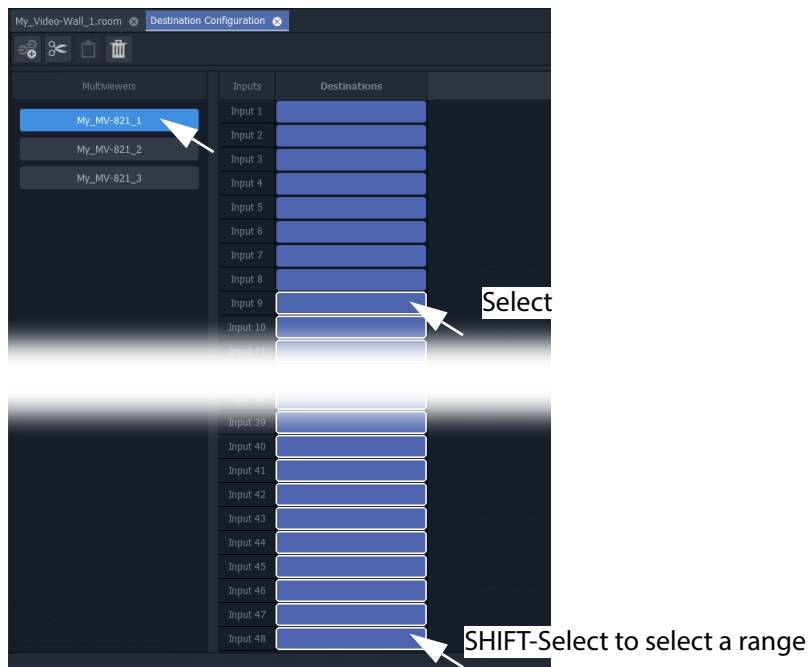 My_Video-Wall_1.room Destination Configuration
Multiviewers Inputs Destinations
My_MV-821_1
My_MV-821_2
My_MV-821_3
Input 1
Input 2
Input 3
Input 4
Input 5
Input 6
Input 7
Input 8
Input 9
Select
Input 10
Input 11
Input 39
Input 40
Input 41
Input 42
Input 43
Input 44
Input 45
Input 46
Input 47
Input 48
SHIFT-Select to select a range